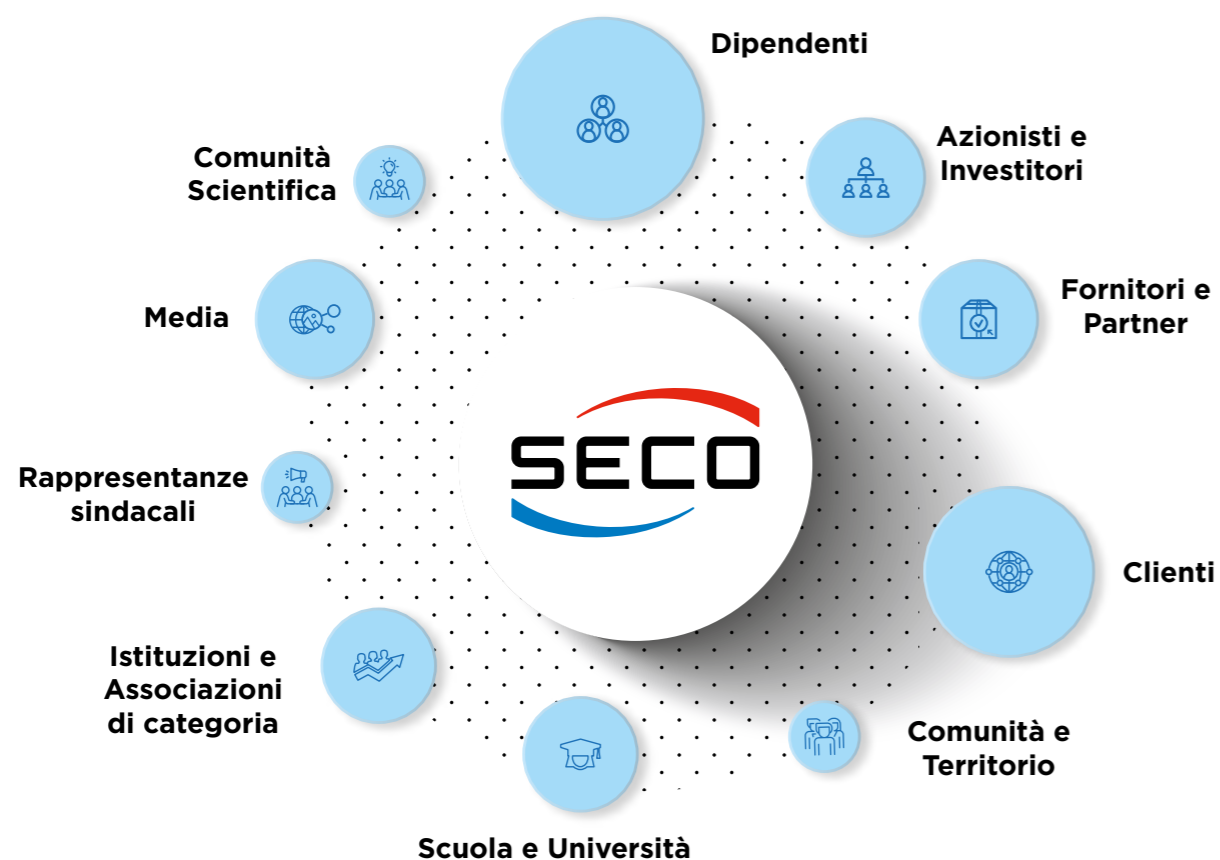 Dipendenti
Azionisti e
Investitori
Fornitori e
Partner
Clienti
Comunità e
Territorio
Scuola e Università
Istituzioni e
Associazioni
di categoria
Rappresentanze
sindacali
Media
Comunità
Scientifica
SECO